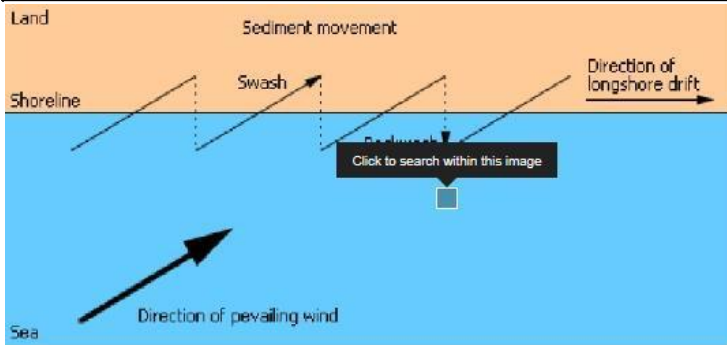 Land
Sediment movement
Swash
Direction of
longshore drift
Shoreline
Click to search within this image
Direction of pevailing wind
Sea